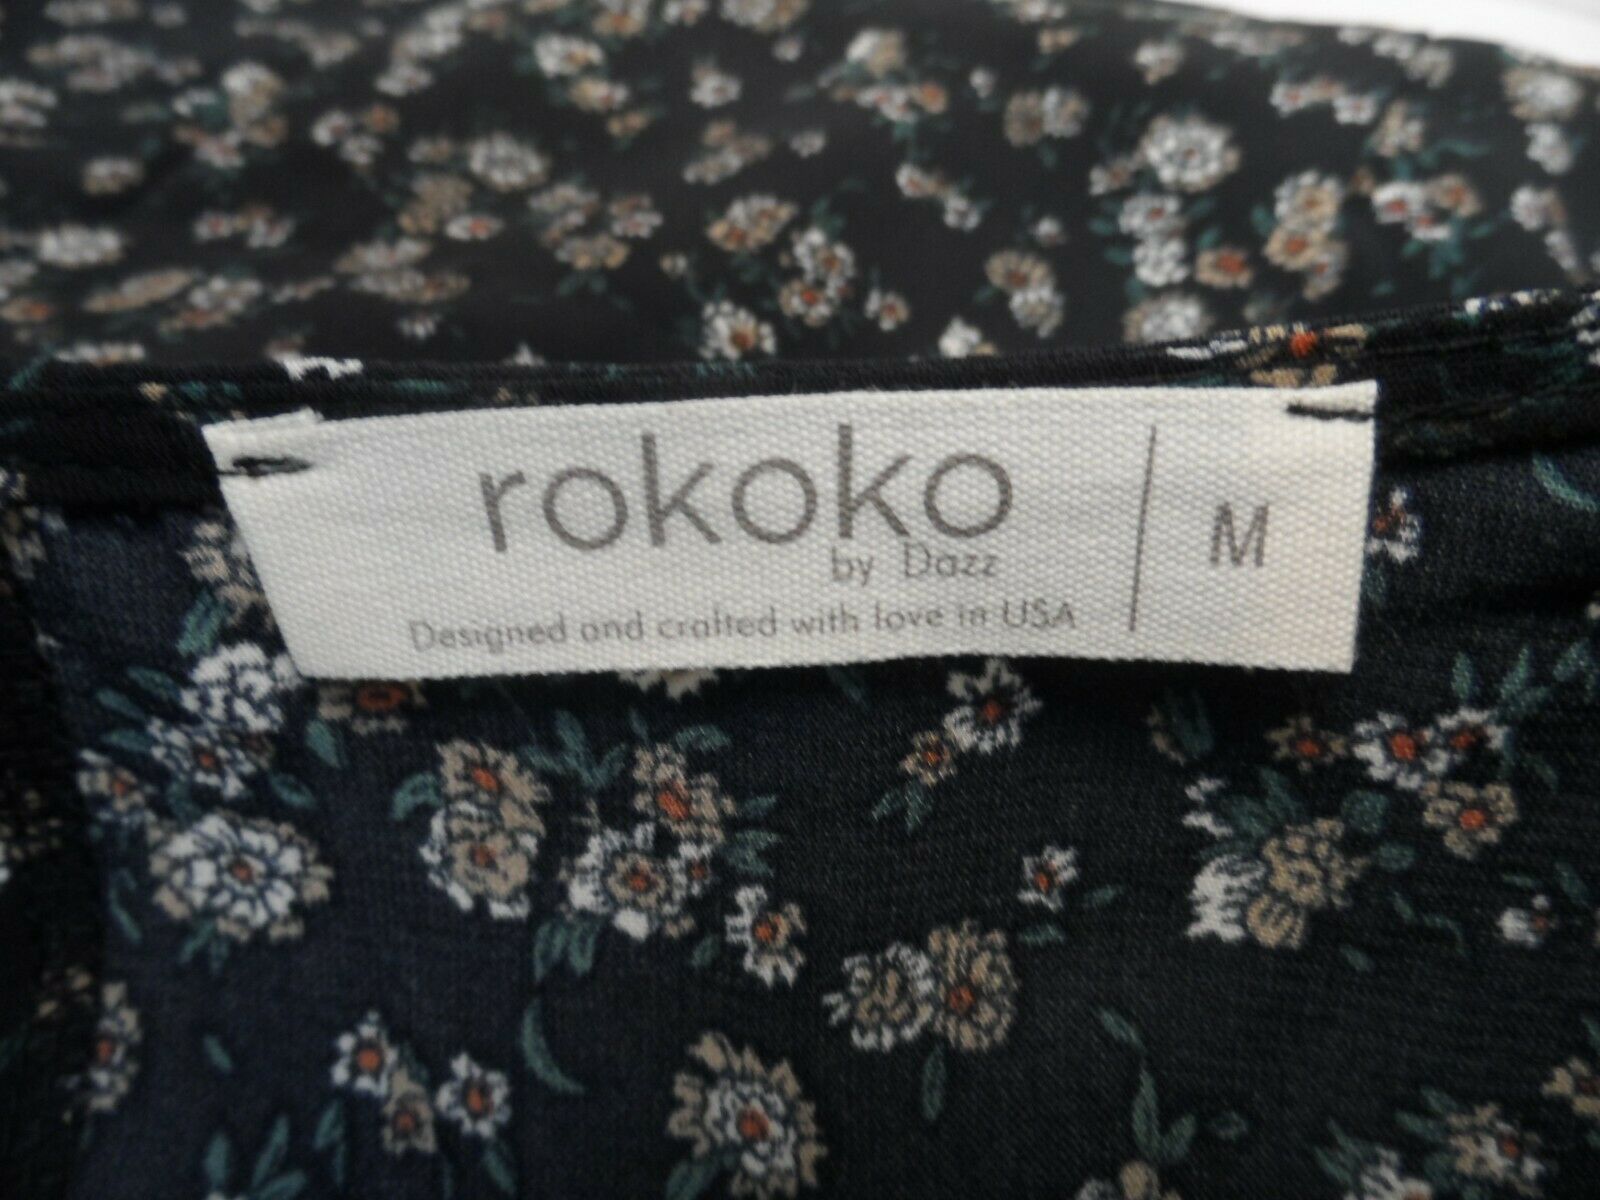 rokoko
by Dazz
M
Designed and crafted with love in USA